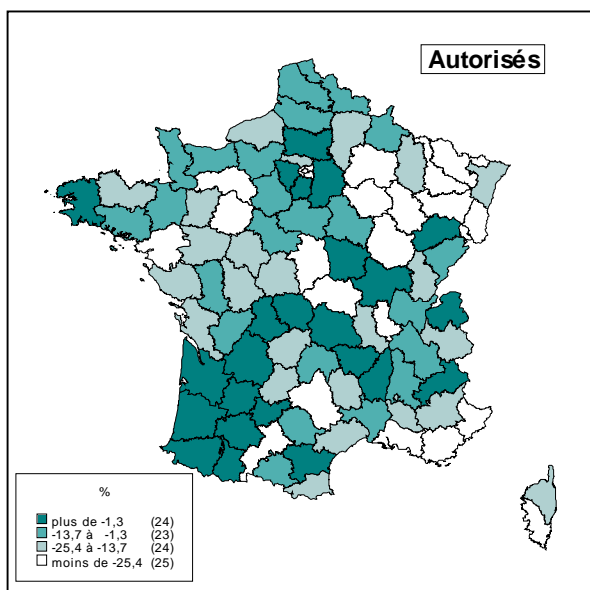 Autorisés
%
plus de -1,3 (24)
-13,7 à -1,3 (23)
-25,4 à -13,7 (24)
moins de -25,4 (25)